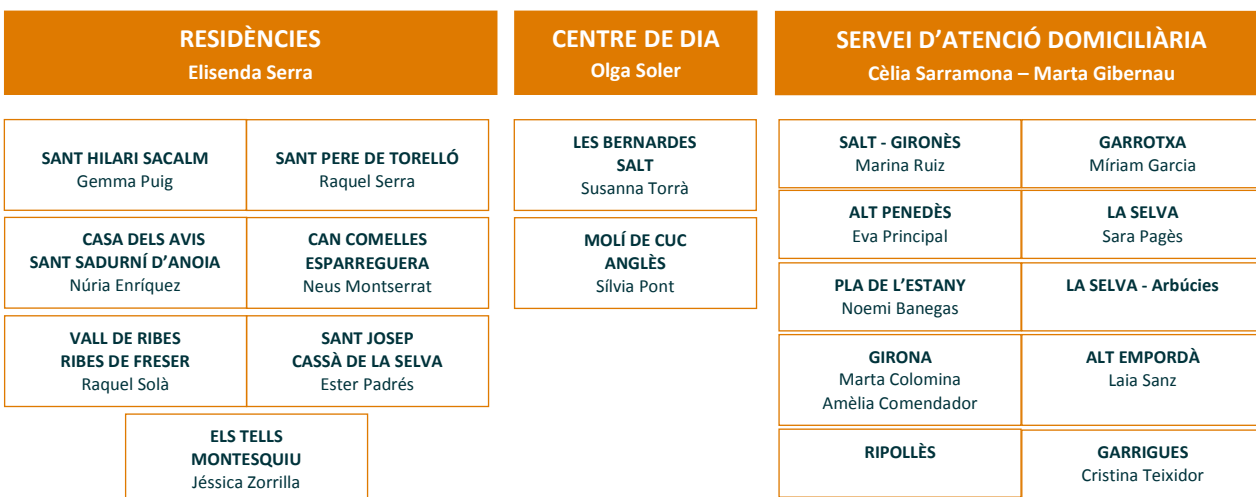 RESIDÈNCIES
Elisenda Serra
SANT HILARI SACALM
Gemma Puig
SANT PERE DE TORELLÓ
Raquel Serra
CASA DELS AVIS
SANT SADURNÍ D’ANOIA
Núria Enríquez
CAN COMELLES
ESPARREGUERA
Neus Montserrat
VALL DE RIBES
RIBES DE FRESER
Raquel Solà
SANT JOSEP
CASSÀ DE LA SELVA
Ester Padrés
ELS TELLS
MONTESQUIU
Jéssica Zorrilla
CENTRE DE DIA
Olga Soler
LES BERNARDES
SALT
Susanna Torrà
MOLÍ DE CUC
ANGLÈS
Sílvia Pont
SERVEI D’ATENCIÓ DOMICILIÀRIA
Cèlia Sarramona – Marta Gibernau
SALT - GIRONÈS
Marina Ruiz
GARROTXA
Míriam Garcia
ALT PENEDÈS
Eva Principal
LA SELVA
Sara Pagès
PLA DE L’ESTANY
Noemi Banegas
LA SELVA - Arbúcies
GIRONA
Marta Colomina
Amèlia Comendador
ALT EMPORDÀ
Laia Sanz
RIPOLLÈS
GARRIGUES
Cristina Teixidor